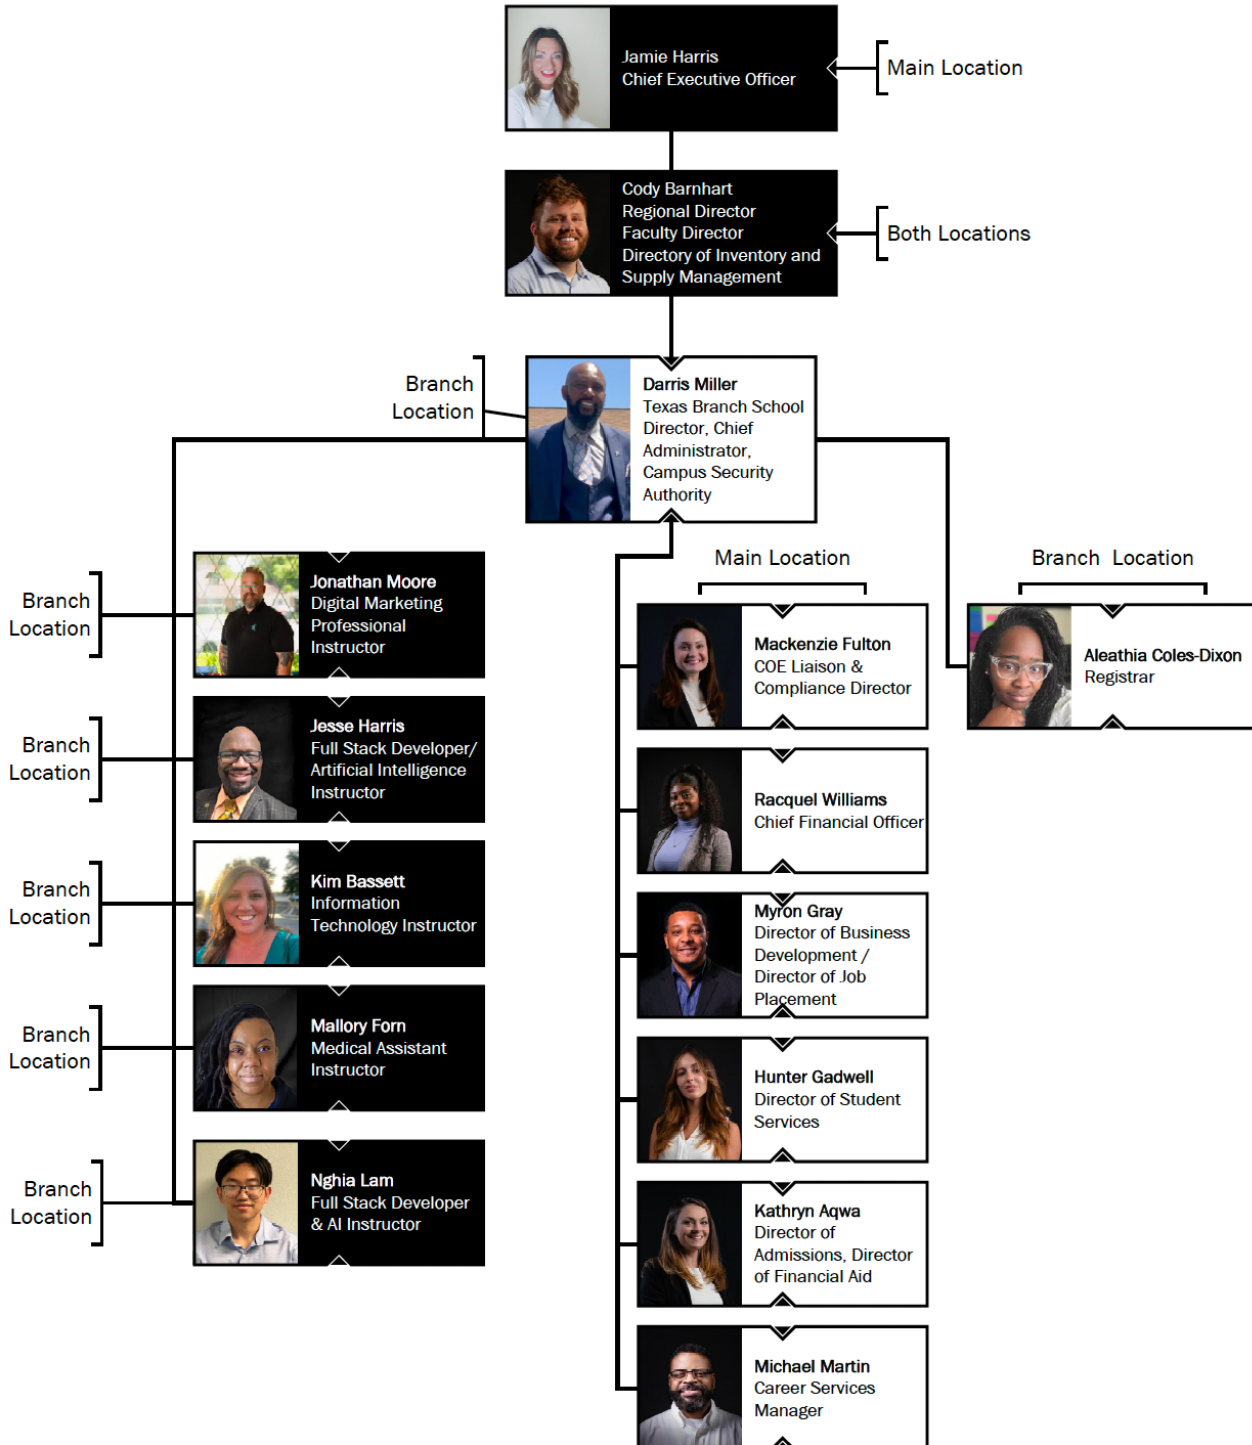 Jamie Harris
Chief Executive Officer
Main Location
Cody Barnhart
Regional Director
Faculty Director
Directory of Inventory and
Supply Management
Both Locations
Branch
Location
Darris Miller
Texas Branch School
Director, Chief
Administrator,
Campus Security
Authority
Branch
Location
Jonathan Moore
Digital Marketing
Professional
Instructor
Branch
Location
Jesse Harris
Full Stack Developer/
Artificial Intelligence
Instructor
Branch
Location
Kim Bassett
Information
Technology Instructor
Branch
Location
Mallory Forn
Medical Assistant
Instructor
Branch
Location
Nghia Lam
Full Stack Developer
& AI Instructor
Main Location
Mackenzie Fulton
COE Liaison &
Compliance Director
Racquel Williams
Chief Financial Officer
Myron Gray
Director of Business
Development /
Director of Job
Placement
Hunter Gadwell
Director of Student
Services
Kathryn Aqwa
Director of
Admissions, Director
of Financial Aid
Michael Martin
Career Services
Manager
Branch Location
Aleathia Coles-Dixon
Registrar